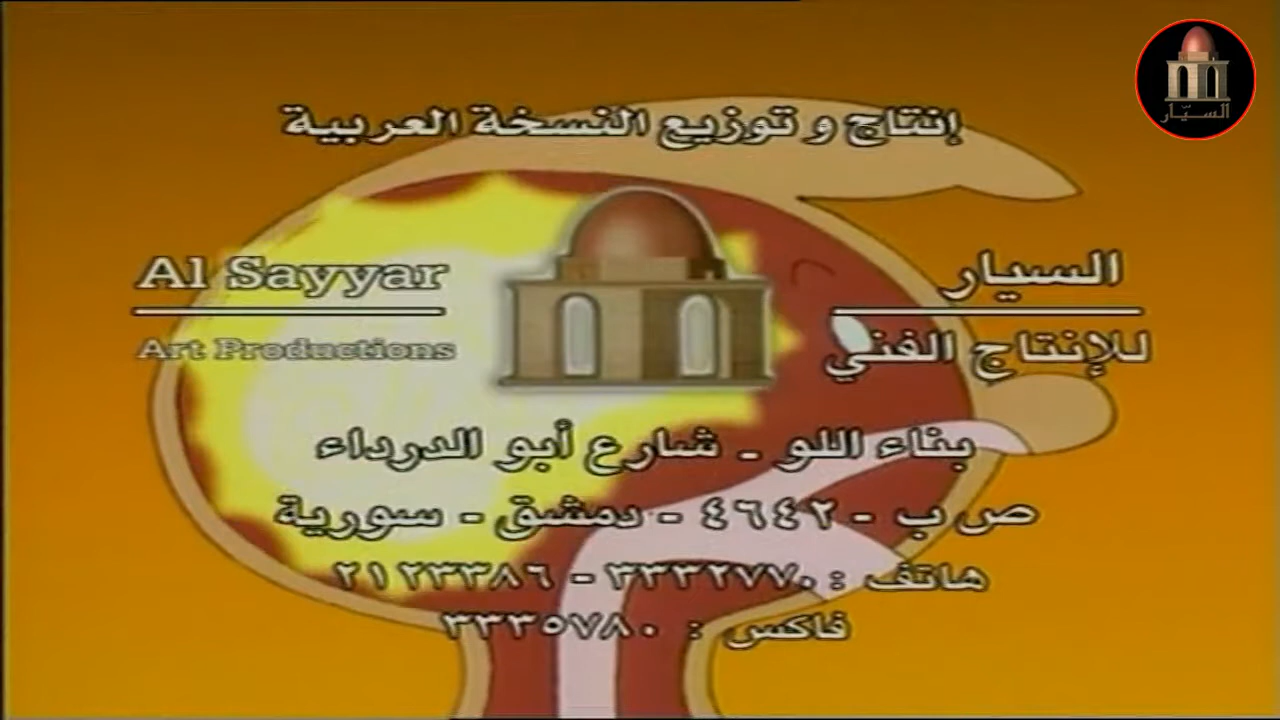 السيّار
إنتاج و توزيع النسخة العربية
السيار
للإنتاج الفني
Al Sayyar
Art Productions
بناء اللو - شارع أبو الدرداء
ص ب - ٤٦٤٢ - دمشق - سورية
هاتف : ٣٣٣٢٧٧٠ - ٢١٢٣٣٨٦
فاكس : ٣٣٣٥٧٨٠